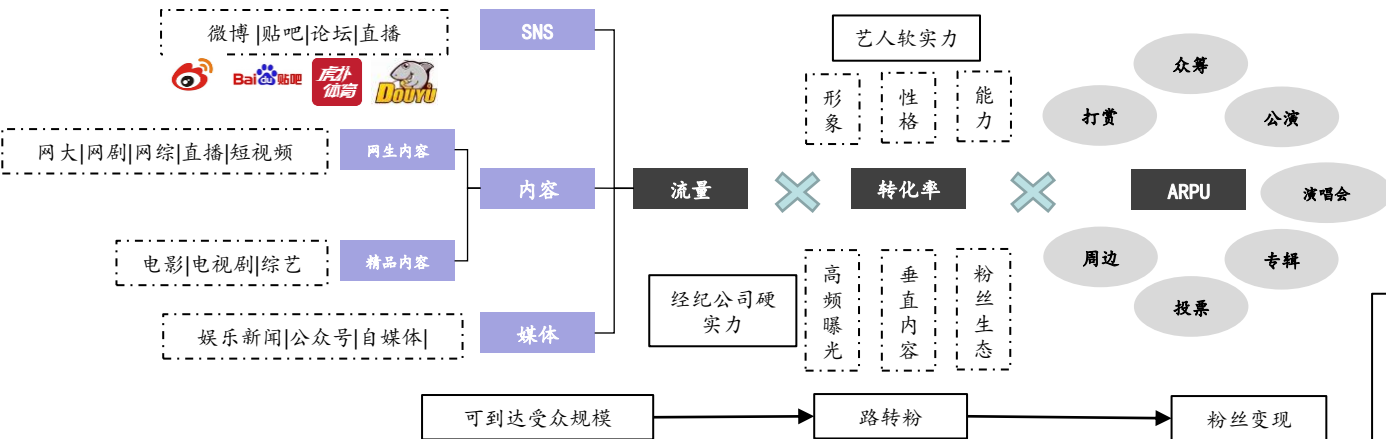 微博|贴吧|论坛|直播
Bai 贴吧
虎扑
体育
DOUYU
SNS
网大|网剧|网综|直播|短视频
网生内容
电影|电视剧|综艺
精品内容
内容
娱乐新闻|公众号|自媒体|
媒体
流量
艺人软实力
形象
性格
能力
转化率
经纪公司硬
实力
高频曝光
垂直内容
粉丝生态
ARPU
众筹
打赏
公演
演唱会
周边
专辑
投票
可到达受众规模
路转粉
粉丝变现